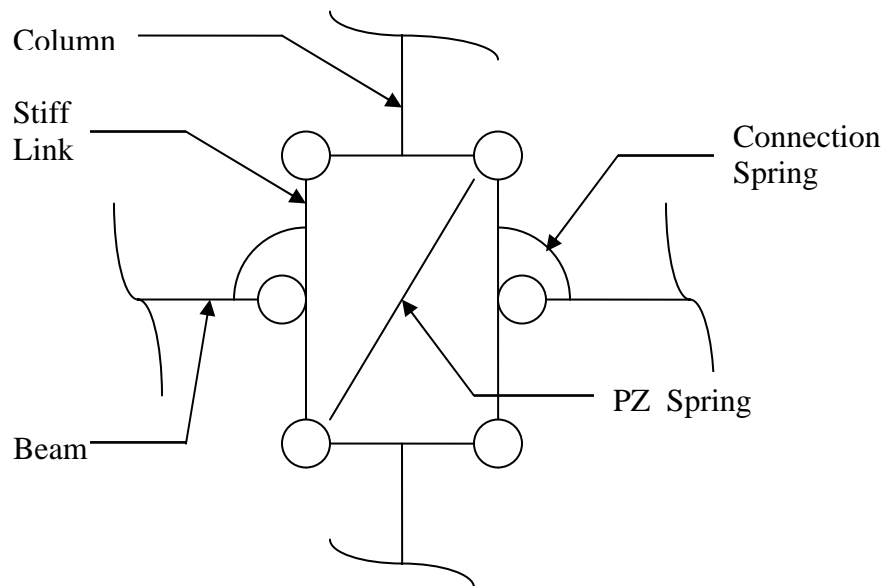 Column
Stiff
Link
Connection
Spring
PZ Spring
Beam